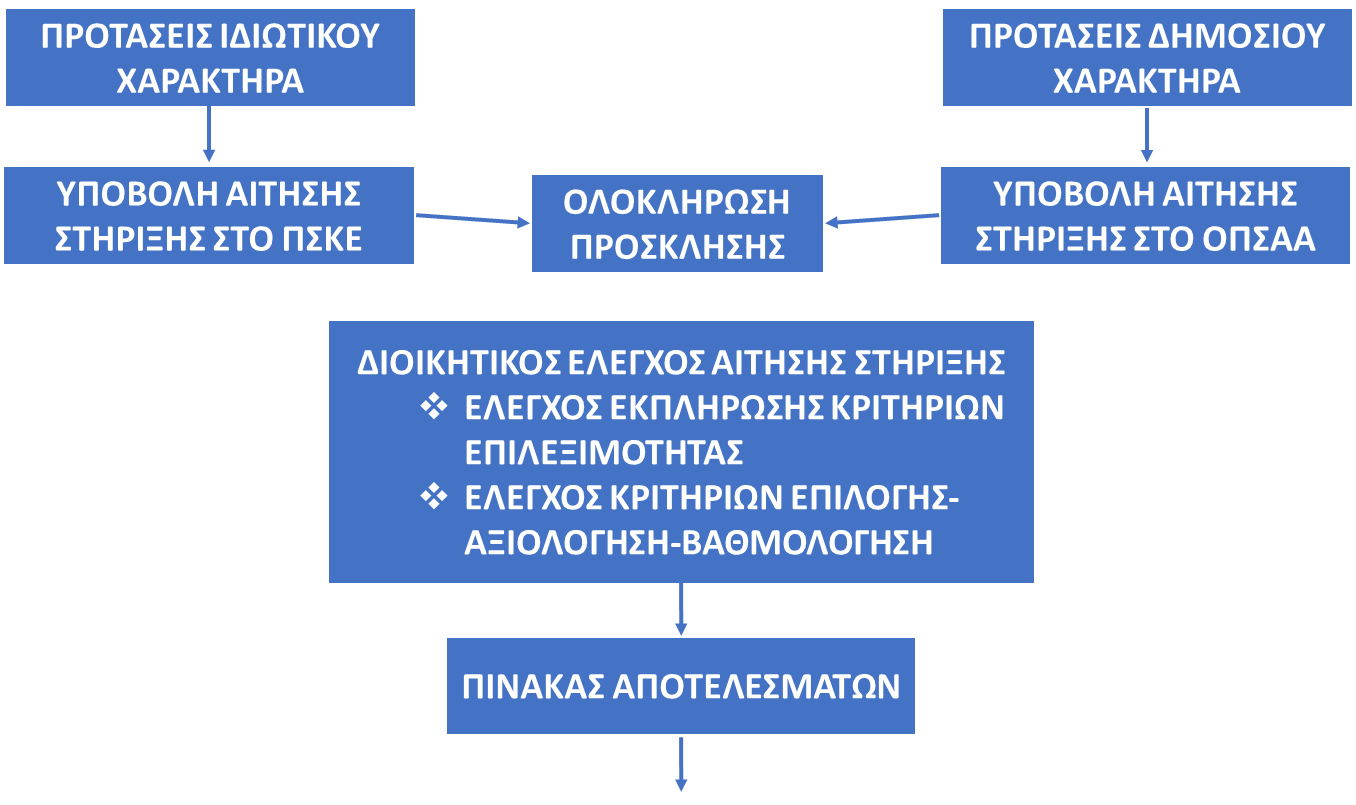 ΠΡΟΤΑΣΕΙΣ ΙΔΙΩΤΙΚΟΥ
ΧΑΡΑΚΤΗΡΑ
ΠΡΟΤΑΣΕΙΣ ΔΗΜΟΣΙΟΥ
ΧΑΡΑΚΤΗΡΑ
ΥΠΟΒΟΛΗ ΑΙΤΗΣΗΣ
ΣΤΗΡΙΞΗΣ ΣΤΟ ΠΣΚΕ
ΟΛΟΚΛΗΡΩΣΗ
ΠΡΟΣΚΛΗΣΗΣ
ΥΠΟΒΟΛΗ ΑΙΤΗΣΗΣ
ΣΤΗΡΙΞΗΣ ΣΤΟ ΟΠΣΑΑ
ΔΙΟΙΚΗΤΙΚΟΣ ΕΛΕΓΧΟΣ ΑΙΤΗΣΗΣ ΣΤΗΡΙΞΗΣ
❖ ΕΛΕΓΧΟΣ ΕΚΠΛΗΡΩΣΗΣ ΚΡΙΤΗΡΙΩΝ
ΕΠΙΛΕΞΙΜΟΤΗΤΑΣ
❖ ΕΛΕΓΧΟΣ ΚΡΙΤΗΡΙΩΝ ΕΠΙΛΟΓΗΣ-
ΑΞΙΟΛΟΓΗΣΗ-ΒΑΘΜΟΛΟΓΗΣΗ
ΠΙΝΑΚΑΣ ΑΠΟΤΕΛΕΣΜΑΤΩΝ